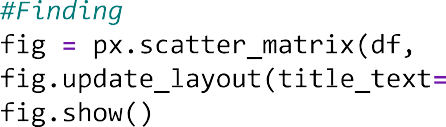 #Finding
fig = px.scatter_matrix(df,
fig.update_layout(title_text=
fig.show()